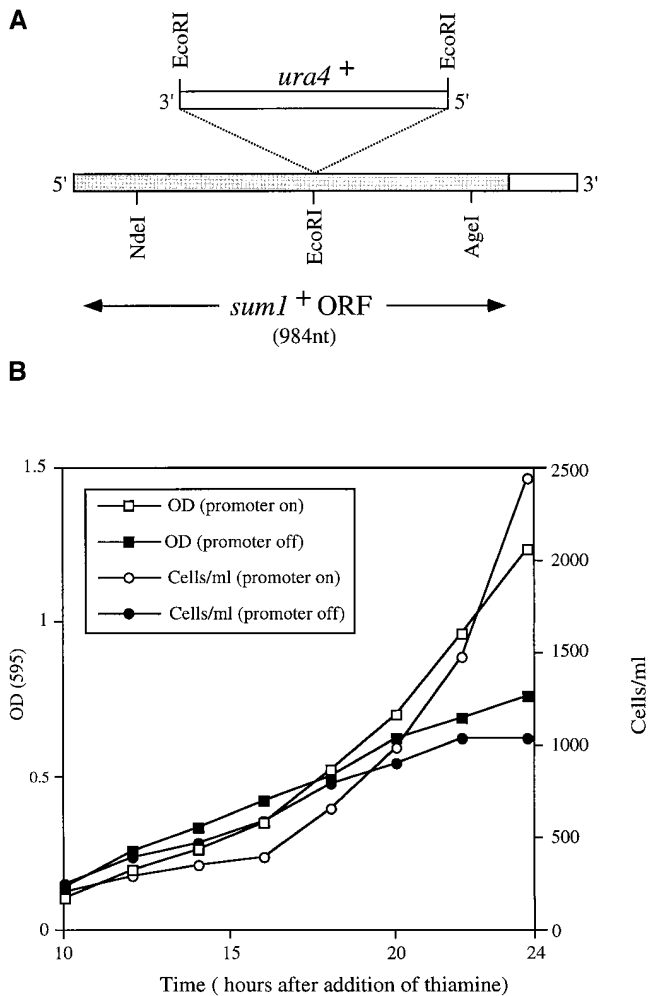 A
EcoRI
EcoRI
ura4 +
3'
5'
5'
3'
NdeI
EcoRI
AgeI
sum1 + ORF
(984nt)
B
1.5
2500
OD (promoter on)
OD (promoter off)
Cells/ml (promoter on)
Cells/ml (promoter off)
2000
1
1500
OD (595)
Cells/ml
1000
0.5
500
0
0
10
15
20
24
Time ( hours after addition of thiamine)